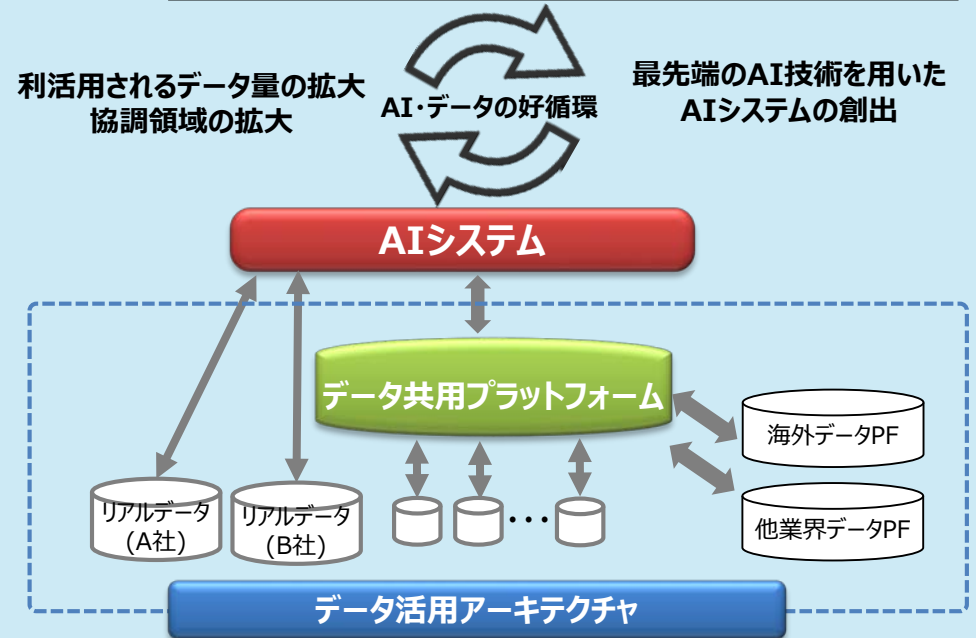 利活用されるデータ量の拡大
協調領域の拡大
AI・データの好循環
最先端のAI技術を用いた
AIシステムの創出
AIシステム
データ共用プラットフォーム
海外データPF
リアルデータ
(A社)
リアルデータ
(B社)
･･･
他業界データPF
データ活用アーキテクチャ